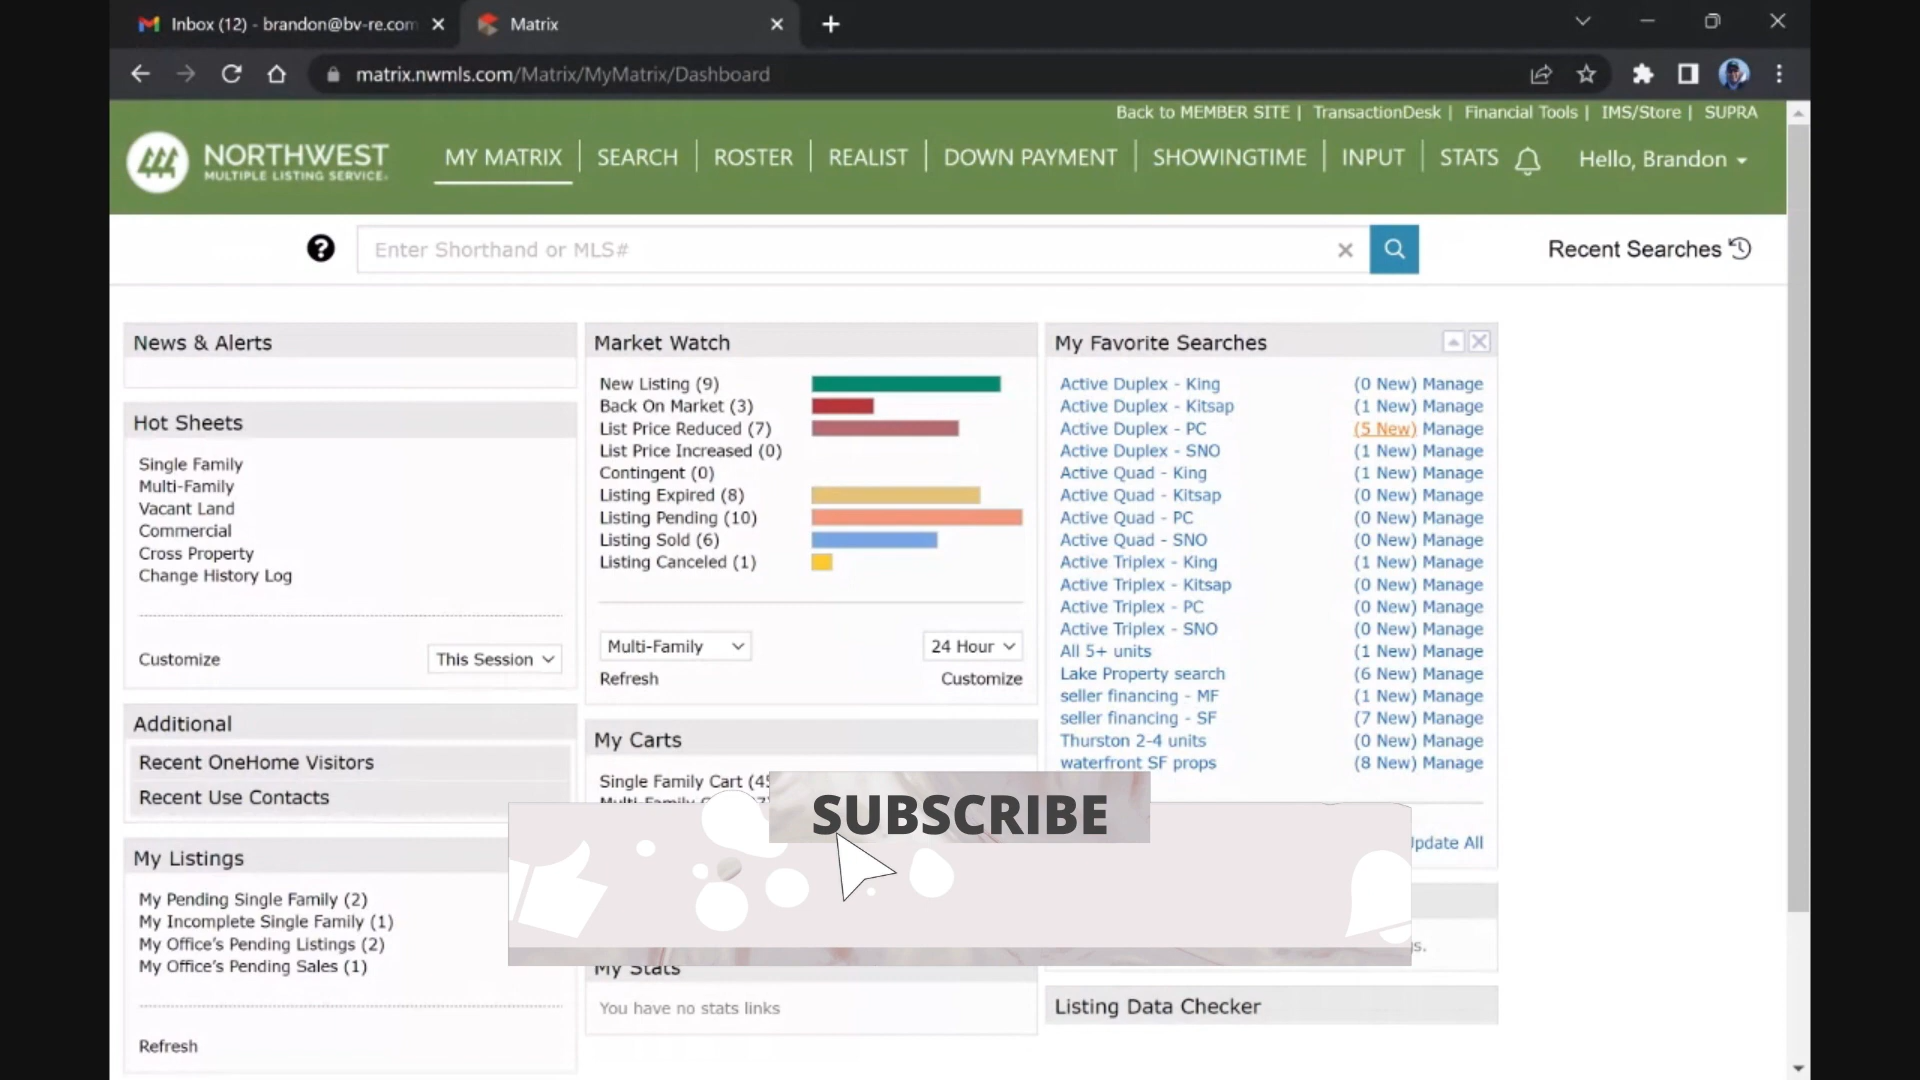 Inbox (12) - brandon@bv-re.com
Matrix
matrix.nwmls.com/Matrix/MyMatrix/Dashboard
Back to MEMBER SITE | TransactionDesk | Financial Tools | IMS/Store | SUPRA
NORTHWEST
MULTIPLE LISTING SERVICE
MY MATRIX | SEARCH | ROSTER | REALIST | DOWN PAYMENT | SHOWINGTIME | INPUT | STATS
Hello, Brandon
Enter Shorthand or MLS#
Recent Searches
News & Alerts
Hot Sheets
Single Family
Multi-Family
Vacant Land
Commercial
Cross Property
Change History Log
Customize
This Session
Additional
Recent OneHome Visitors
Recent Use Contacts
My Listings
My Pending Single Family (2)
My Incomplete Single Family (1)
My Office's Pending Listings (2)
My Office's Pending Sales (1)
Refresh
Market Watch
New Listing (9)
Back On Market (3)
List Price Reduced (7)
List Price Increased (0)
Contingent (0)
Listing Expired (8)
Listing Pending (10)
Listing Sold (6)
Listing Canceled (1)
Multi-Family
24 Hour
Refresh
Customize
My Carts
Single Family Cart (45
SUBSCRIBE
My Stats
You have no stats links
My Favorite Searches
Active Duplex - King (0 New) Manage
Active Duplex - Kitsap (1 New) Manage
Active Duplex - PC (5 New) Manage
Active Duplex - SNO (1 New) Manage
Active Quad - King (1 New) Manage
Active Quad - Kitsap (0 New) Manage
Active Quad - PC (0 New) Manage
Active Quad - SNO (0 New) Manage
Active Triplex - King (1 New) Manage
Active Triplex - Kitsap (0 New) Manage
Active Triplex - PC (0 New) Manage
Active Triplex - SNO (0 New) Manage
All 5+ units (1 New) Manage
Lake Property search (6 New) Manage
seller financing - MF (1 New) Manage
seller financing - SF (7 New) Manage
Thurston 2-4 units (0 New) Manage
waterfront SF props (8 New) Manage
Update All
Listing Data Checker